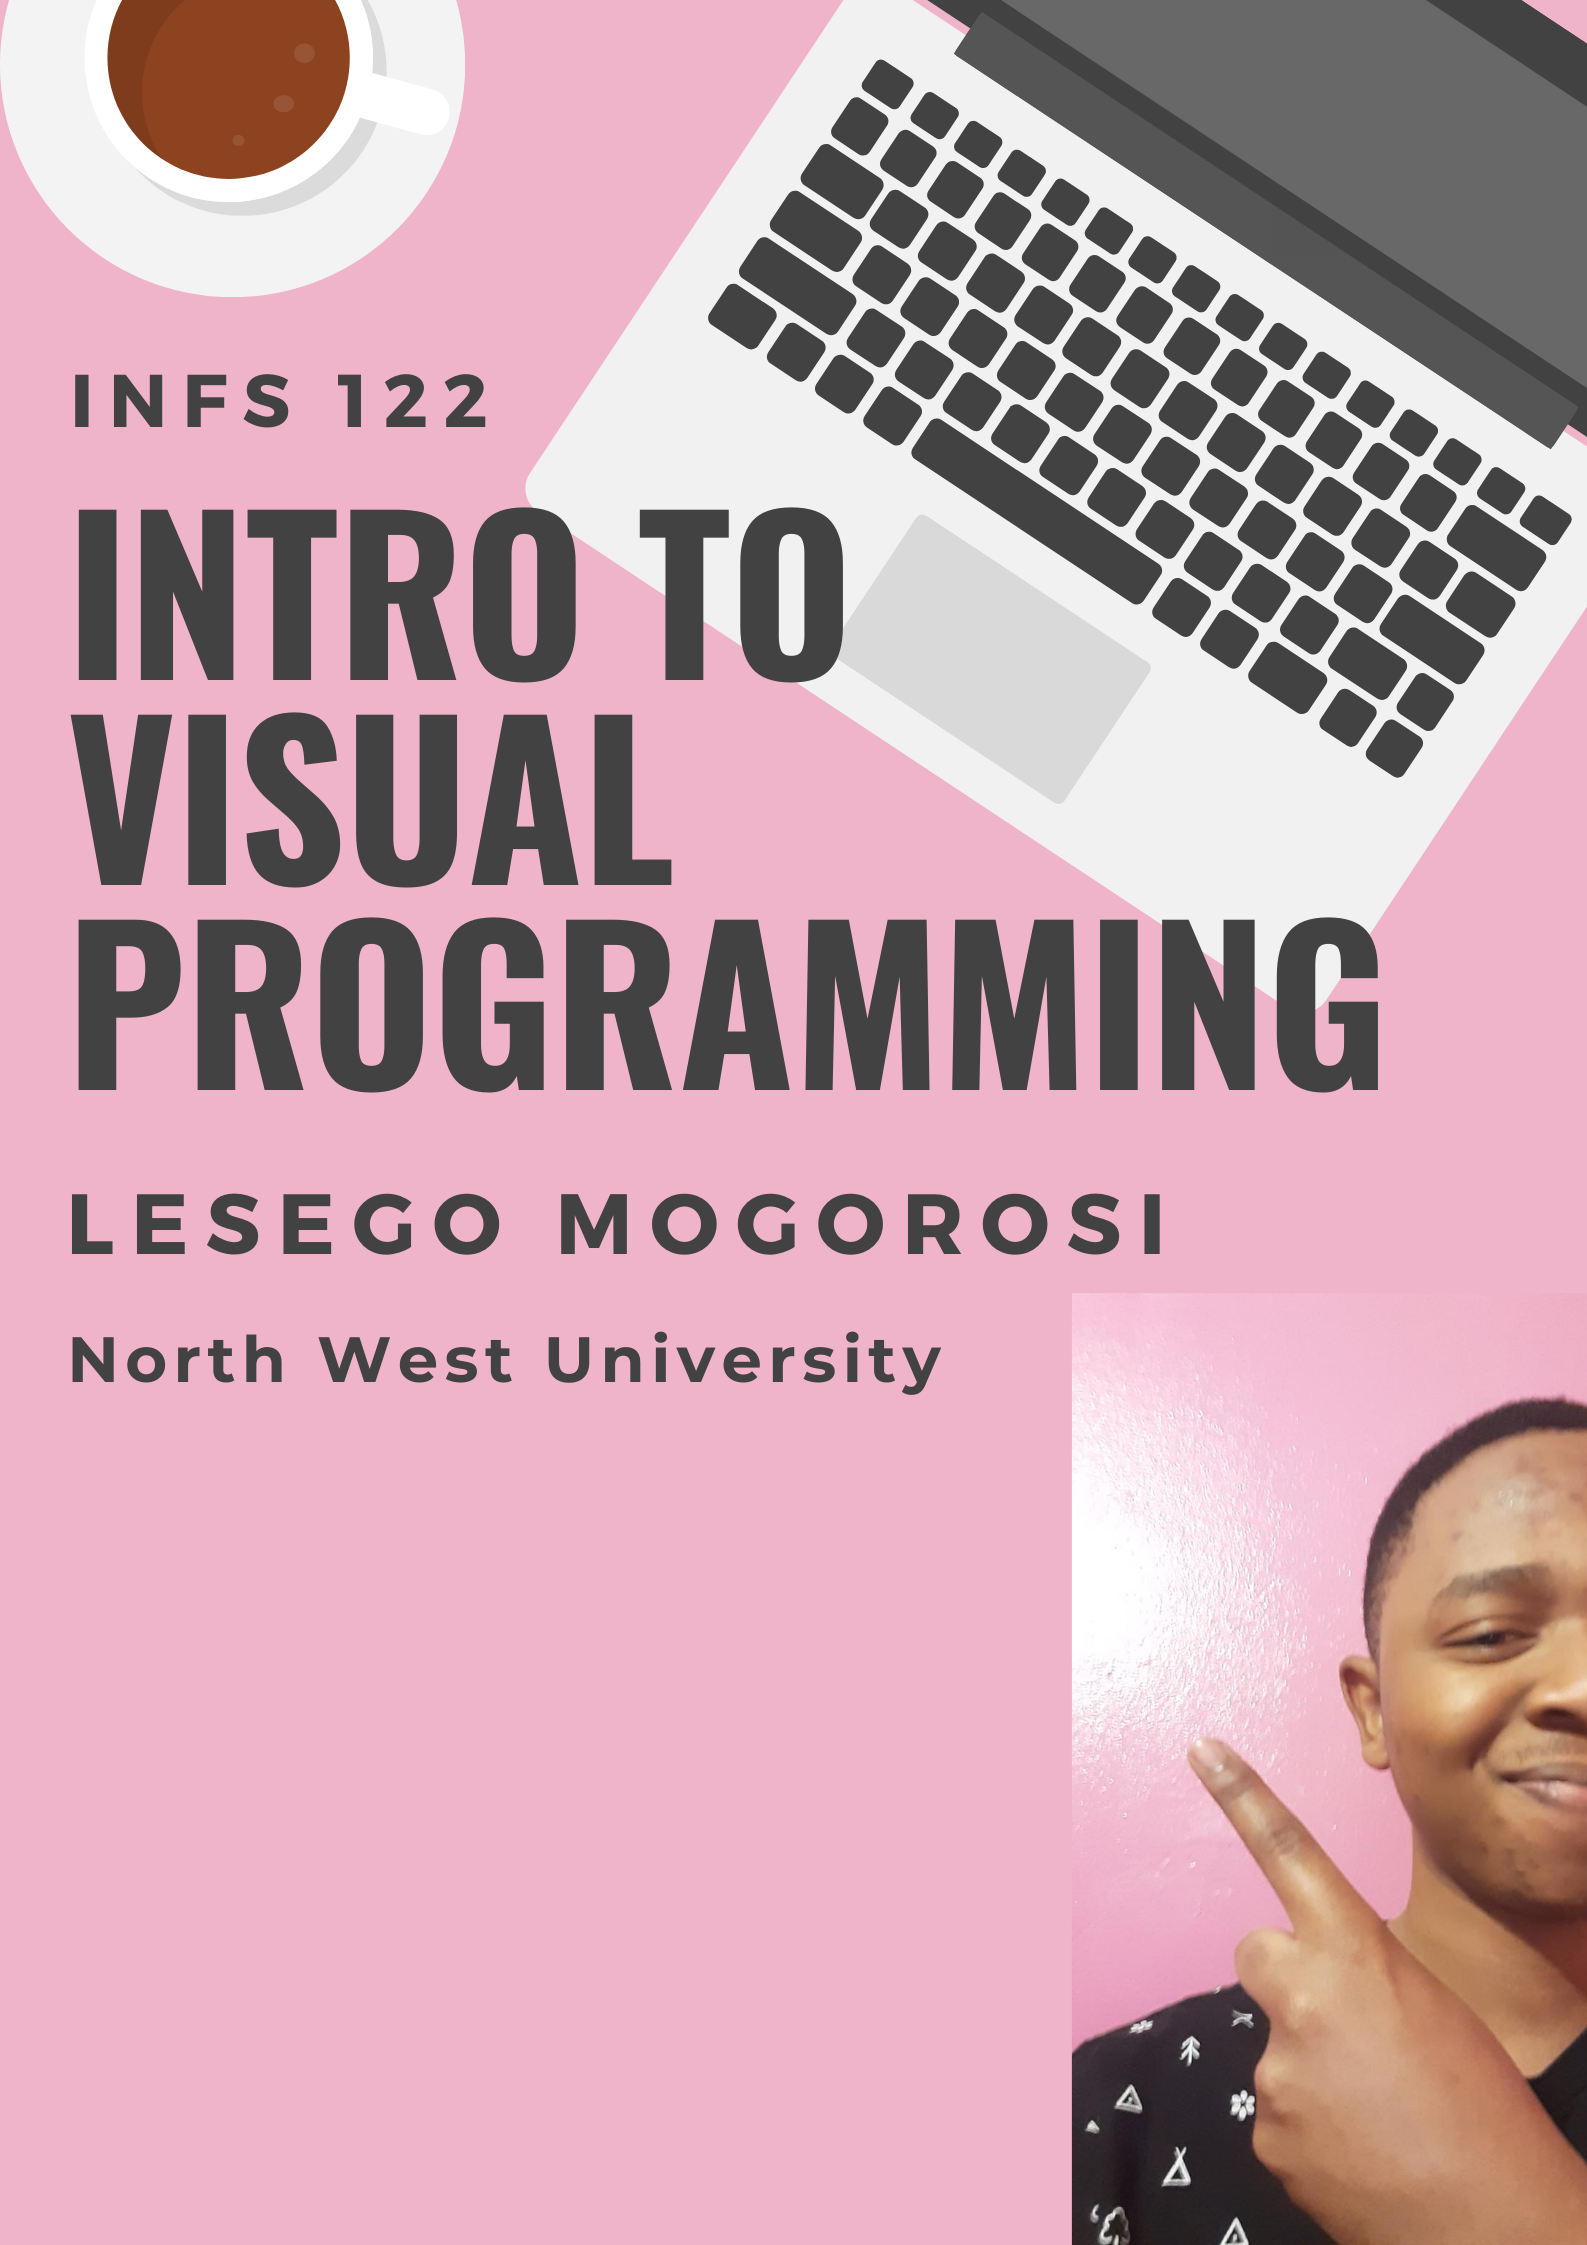 INFS 122
INTRO TO
VISUAL
PROGRAMMING
LESEGO MOGOROSI
North West University